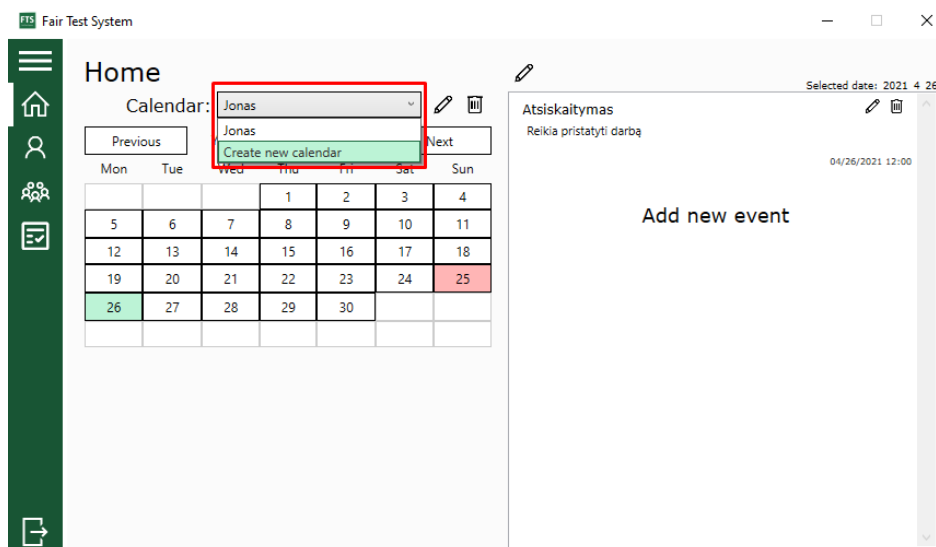 FTS Fair Test System
Home
Selected date: 2021 4 26
Calendar: Jonas
Jonas
Create new calendar
Previous
Next
Mon Tue Wed Thu Fri Sat Sun
1 2 3 4
5 6 7 8 9 10 11
12 13 14 15 16 17 18
19 20 21 22 23 24 25
26 27 28 29 30
Atsiskaitymas
Reikia pristatyti darbą
04/26/2021 12:00
Add new event